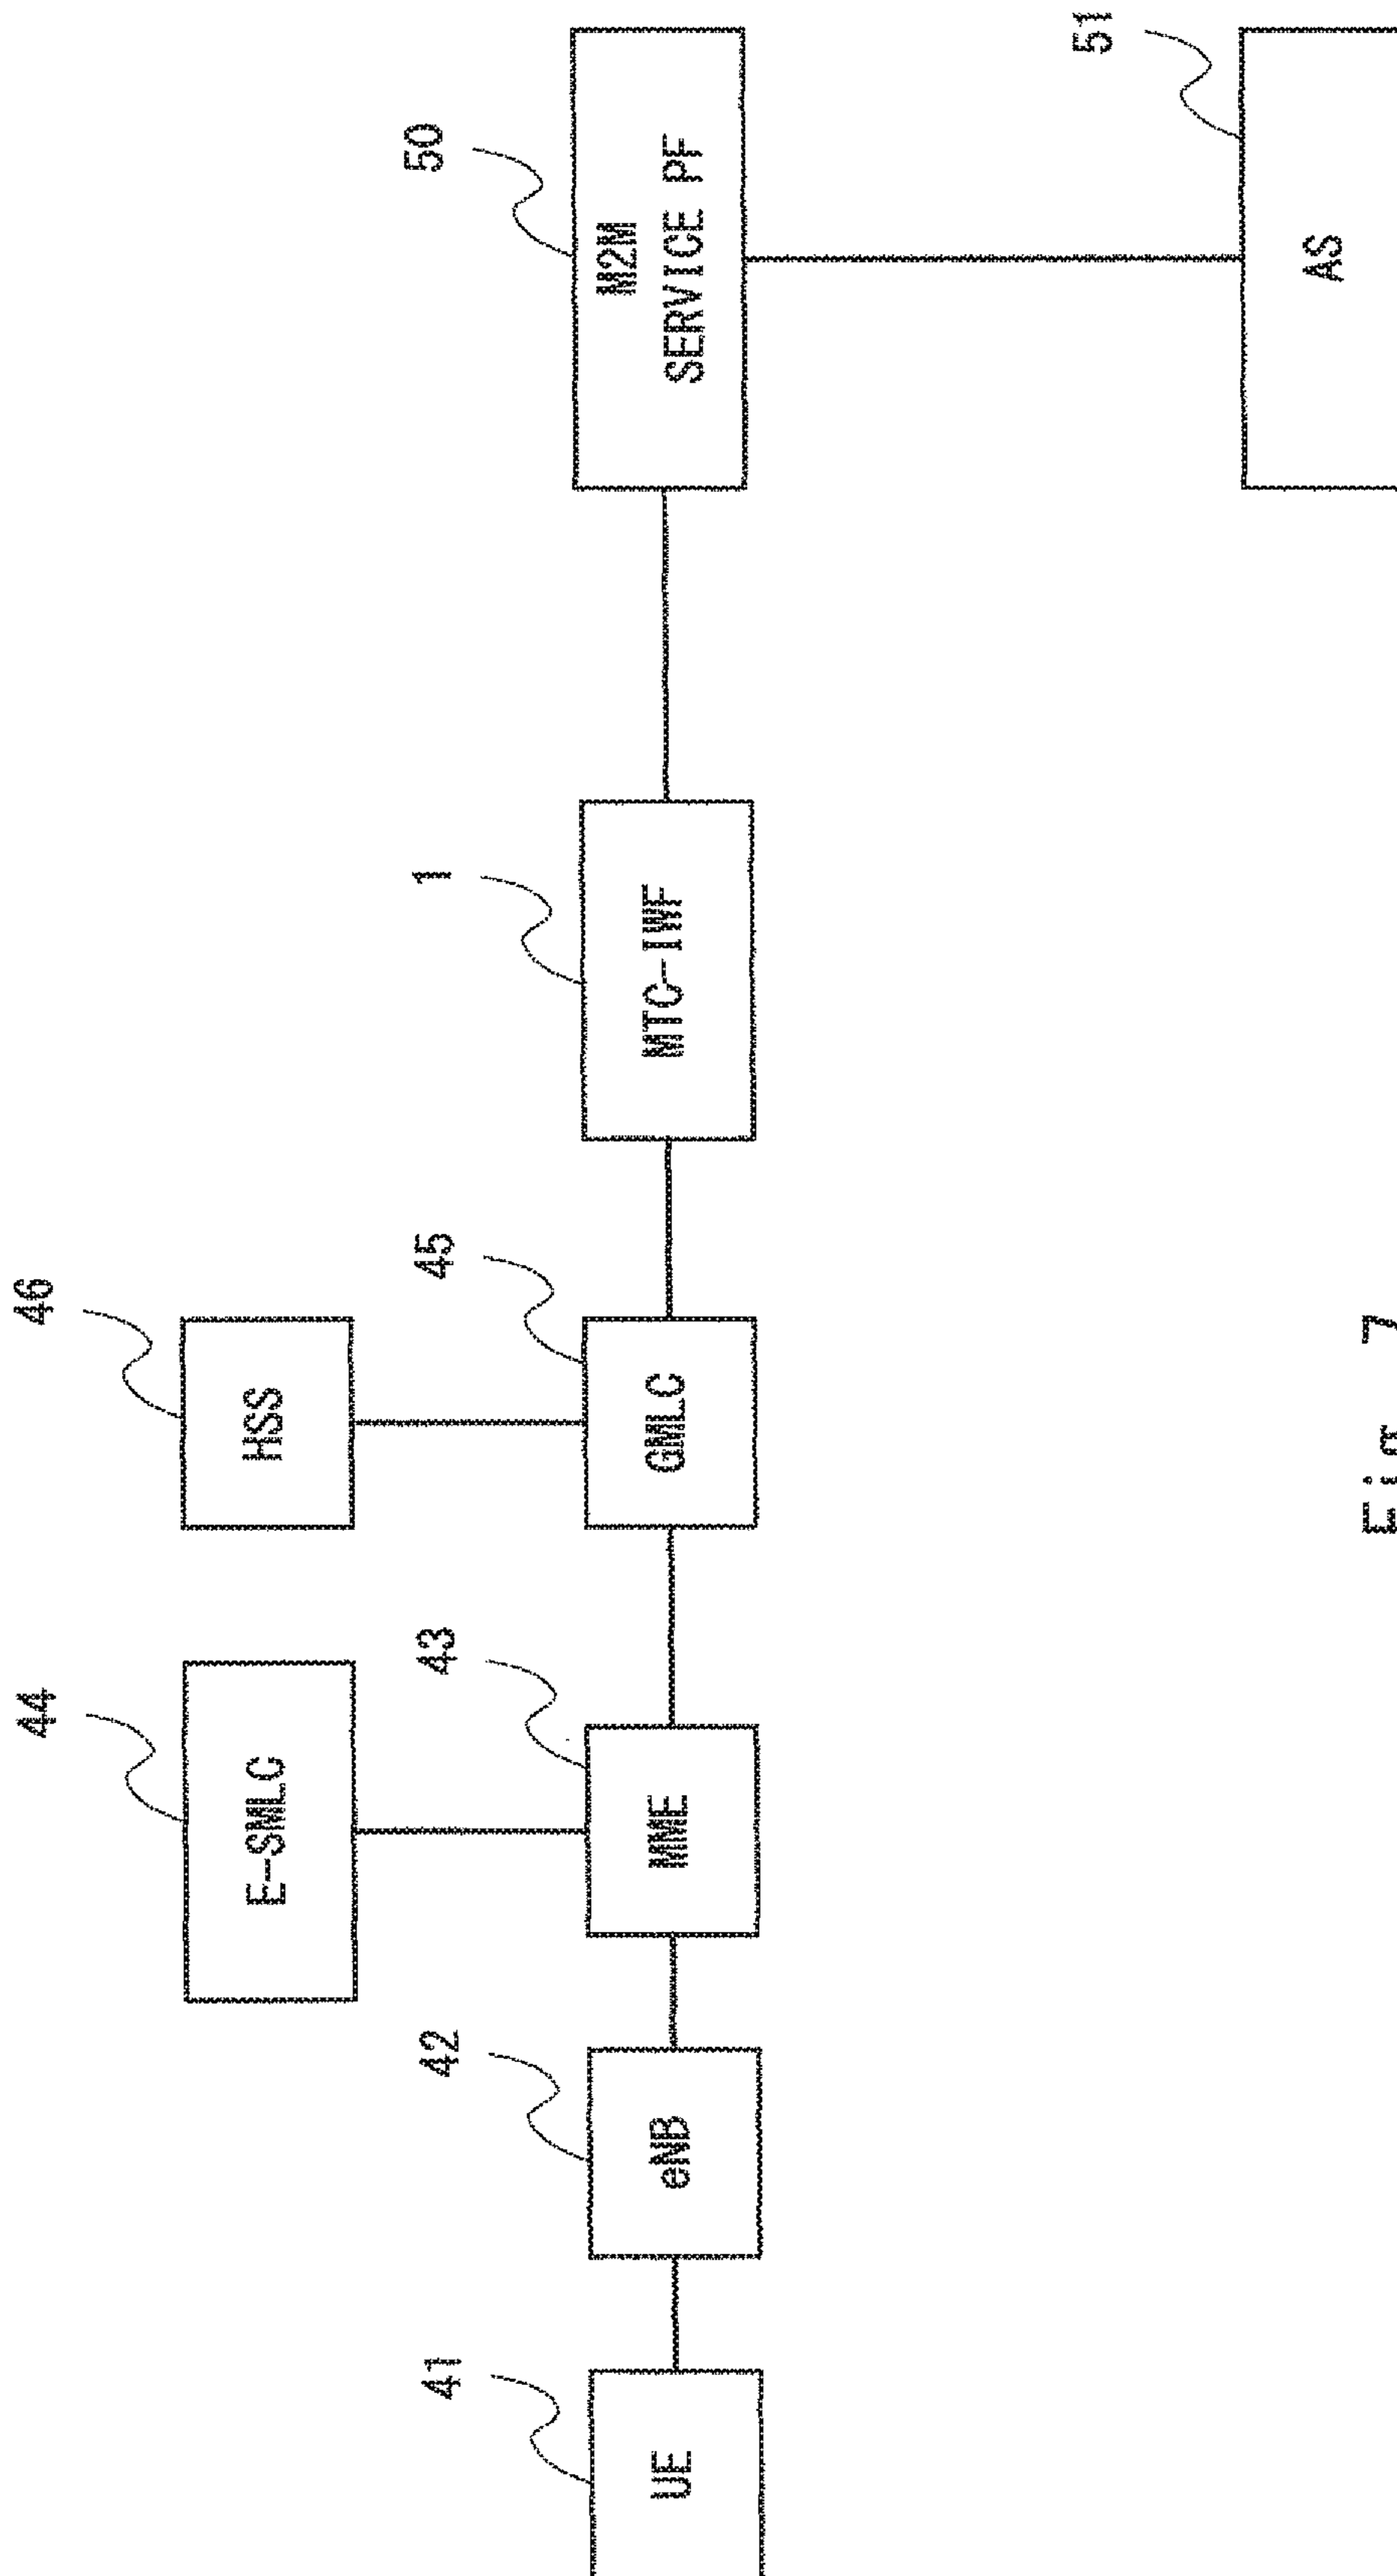 46
HSS
44
E-SMLC
41
UE
42
eNB
43
MME
45
GMLC
1
MTC-IWF
50
M2M
SERVICE PF
51
AS
Fig. 7